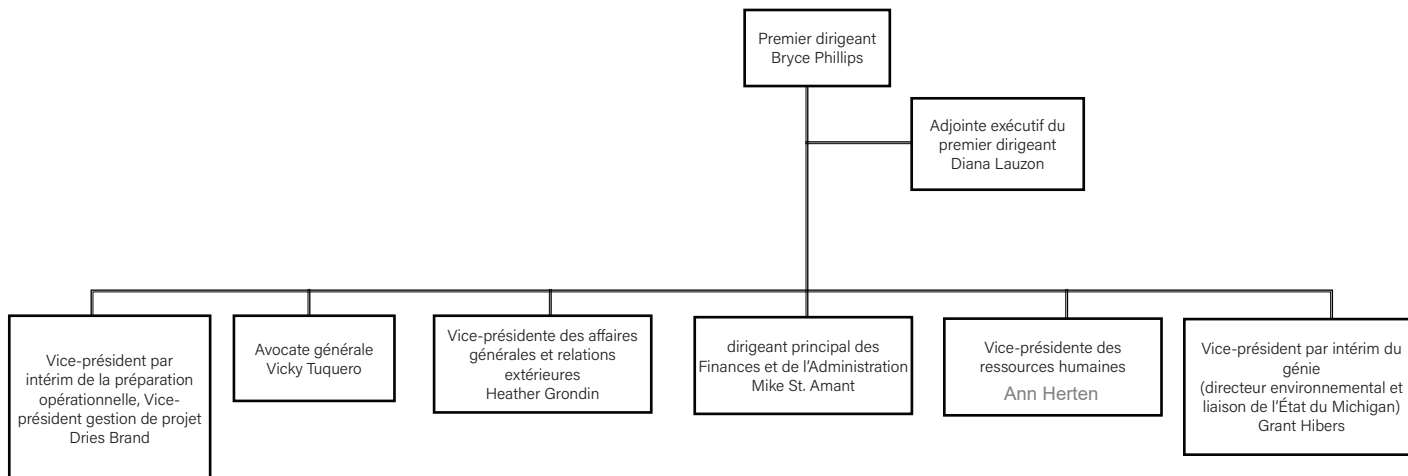 Premier dirigeant
Bryce Phillips
Adjointe exécutif du
premier dirigeant
Diana Lauzon
Vice-président par
intérim de la préparation
opérationnelle, Vice-
président gestion de projet
Dries Brand
Avocate générale
Vicky Tuquero
Vice-présidente des affaires
générales et relations
extérieures
Heather Grondin
dirigeant principal des
Finances et de l'Administration
Mike St. Amant
Vice-présidente des
ressources humaines
Ann Herten
Vice-président par intérim du
génie
(directeur environnemental et
liaison de l'État du Michigan)
Grant Hibers